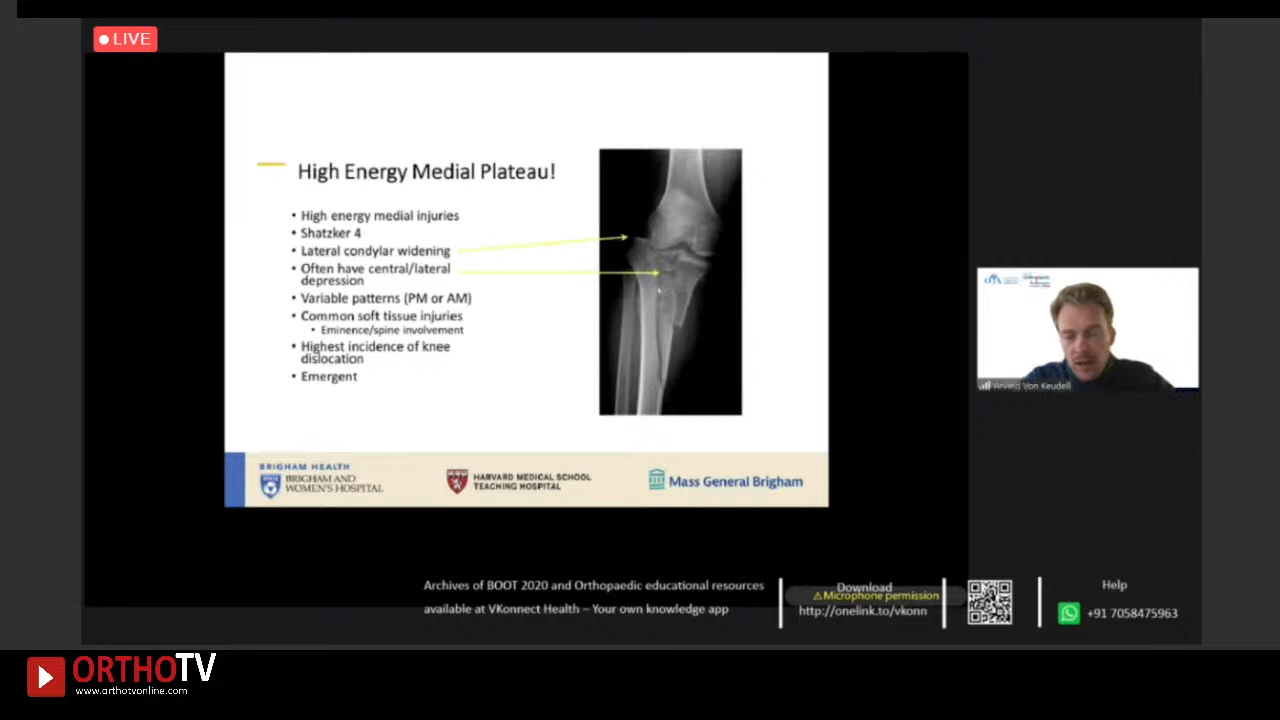 LIVE
High Energy Medial Plateau!
• High energy medial injuries
• Shatzker 4
• Lateral condylar widening
• Often have central/lateral
depression
• Variable patterns (PM or AM)
• Common soft tissue injuries
• Eminence/spine involvement
• Highest incidence of knee
dislocation
• Emergent
BRIGHAM HEALTH
BRIGHAM AND
WOMEN'S HOSPITAL
HARVARD MEDICAL SCHOOL
TEACHING HOSPITAL
Mass General Brigham
Arvind Von Keudell
Archives of BOOT 2020 and Orthopaedic educational resources
available at VKonnect Health – Your own knowledge app
Download
⚠Microphone permission
http://onelink.to/vkonn
Help
+91 7058475963
ORTHOTV
www.orthotvonline.com